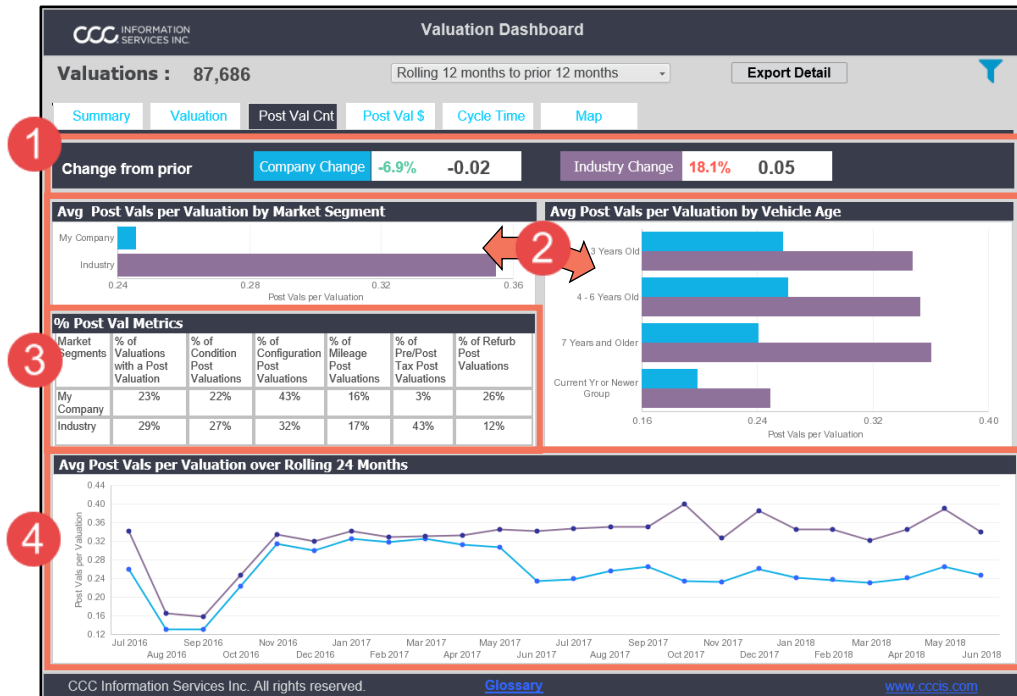 CCC INFORMATION SERVICES INC.
Valuation Dashboard
Valuations : 87,686
Rolling 12 months to prior 12 months
Export Detail
Summary Valuation Post Val Cnt Post Val $ Cycle Time Map
1
Change from prior Company Change -6.9% -0.02 Industry Change 18.1% 0.05
Avg Post Vals per Valuation by Market Segment
My Company
Industry
0.24 0.28 0.32 0.36
Post Vals per Valuation
2
Avg Post Vals per Valuation by Vehicle Age
3 Years Old
4 - 6 Years Old
7 Years and Older
Current Yr or Newer
Group
0.16 0.24 0.32 0.40
Post Vals per Valuation
3
% Post Val Metrics
Market Segments % of Valuations with a Post Valuation % of Condition Post Valuations % of Configuration Post Valuations % of Mileage Post Valuations % of Pre/Post Tax Post Valuations % of Refurb Post Valuations
My Company 23% 22% 43% 16% 3% 26%
Industry 29% 27% 32% 17% 43% 12%
4
Avg Post Vals per Valuation over Rolling 24 Months
Post Vals per Valuation
0.44
0.40
0.36
0.32
0.28
0.24
0.20
0.16
0.12
Jul 2016 Sep 2016 Nov 2016 Jan 2017 Mar 2017 May 2017 Jul 2017 Sep 2017 Nov 2017 Jan 2018 Mar 2018 May 2018
Aug 2016 Oct 2016 Dec 2016 Feb 2017 Apr 2017 Jun 2017 Aug 2017 Oct 2017 Dec 2017 Feb 2018 Apr 2018 Jun 2018
CCC Information Services Inc. All rights reserved. Glossary www.cccis.com